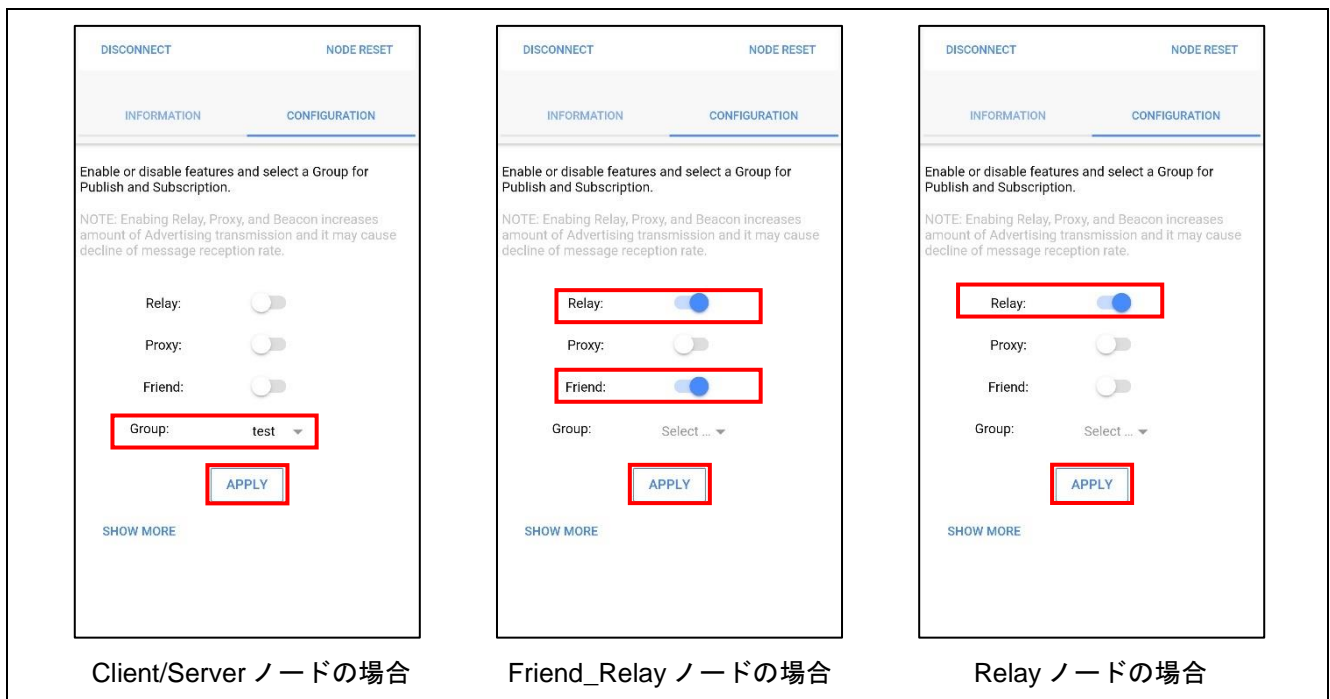 DISCONNECT NODE RESET
INFORMATION CONFIGURATION
Enable or disable features and select a Group for
Publish and Subscription.
NOTE: Enabing Relay, Proxy, and Beacon increases
amount of Advertising transmission and it may cause
decline of message reception rate.
Relay:
Proxy:
Friend:
Group: test
APPLY
SHOW MORE
Client/Server ノードの場合
DISCONNECT NODE RESET
INFORMATION CONFIGURATION
Enable or disable features and select a Group for
Publish and Subscription.
NOTE: Enabing Relay, Proxy, and Beacon increases
amount of Advertising transmission and it may cause
decline of message reception rate.
Relay:
Proxy:
Friend:
Group: Select ...
APPLY
SHOW MORE
Friend_Relay ノードの場合
DISCONNECT NODE RESET
INFORMATION CONFIGURATION
Enable or disable features and select a Group for
Publish and Subscription.
NOTE: Enabing Relay, Proxy, and Beacon increases
amount of Advertising transmission and it may cause
decline of message reception rate.
Relay:
Proxy:
Friend:
Group: Select ...
APPLY
SHOW MORE
Relay ノードの場合